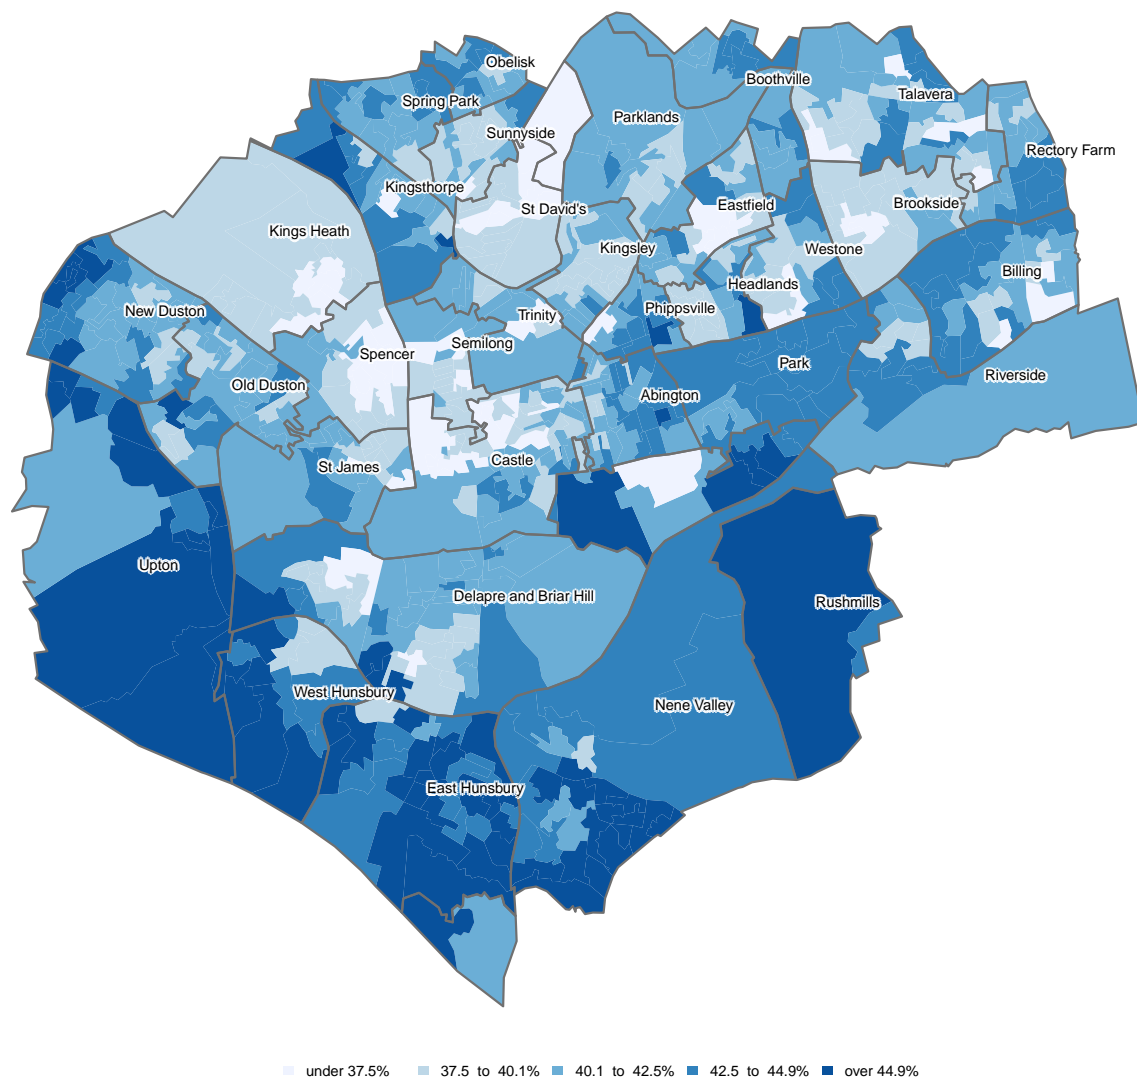 Obelisk
Boothville
Talavera
Spring Park
Parklands
Sunnyside
Rectory Farm
Kingsthorpe
Eastfield
Brookside
St David's
Kings Heath
Kingsley
Westone
Billing
Headlands
New Duston
Phippsville
Trinity
Semilong
Spencer
Park
Riverside
Old Duston
Abington
Castle
St James
Upton
Delapre and Briar Hill
Rushmills
West Hunsbury
Nene Valley
East Hunsbury
under 37.5% 37.5 to 40.1% 40.1 to 42.5% 42.5 to 44.9% over 44.9%